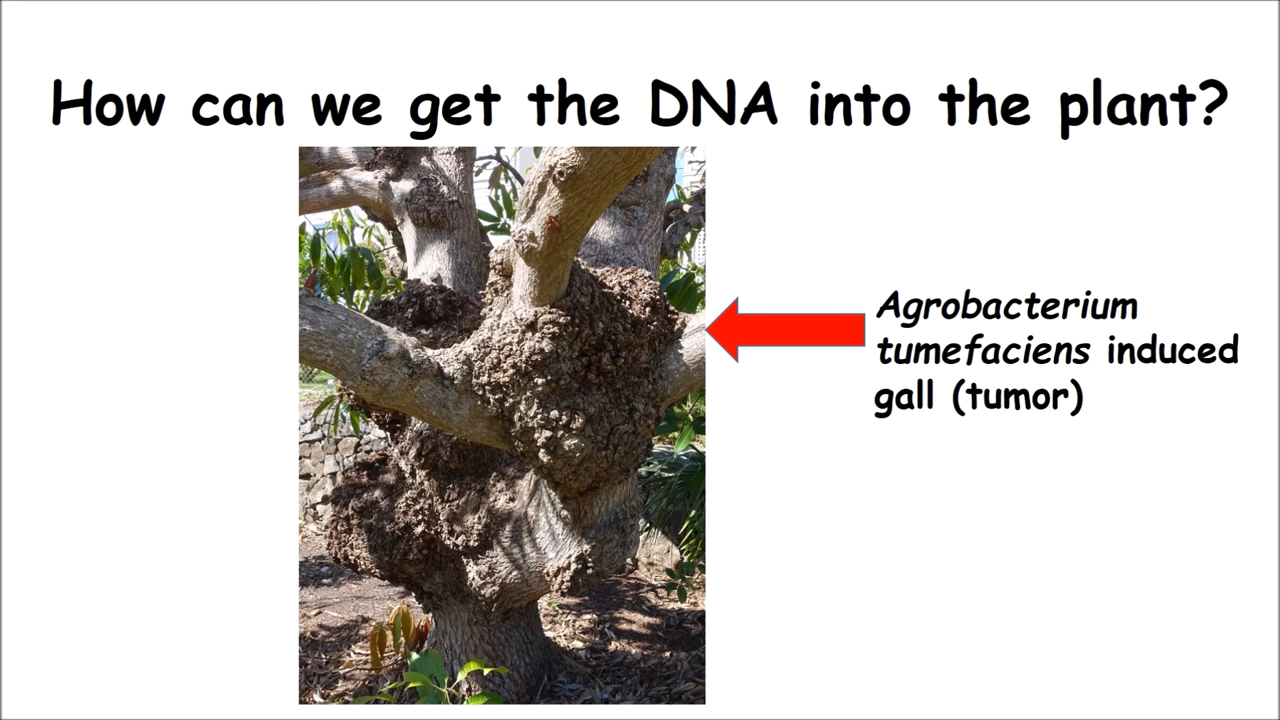 How can we get the DNA into the plant?
Agrobacterium
tumefaciens induced
gall (tumor)